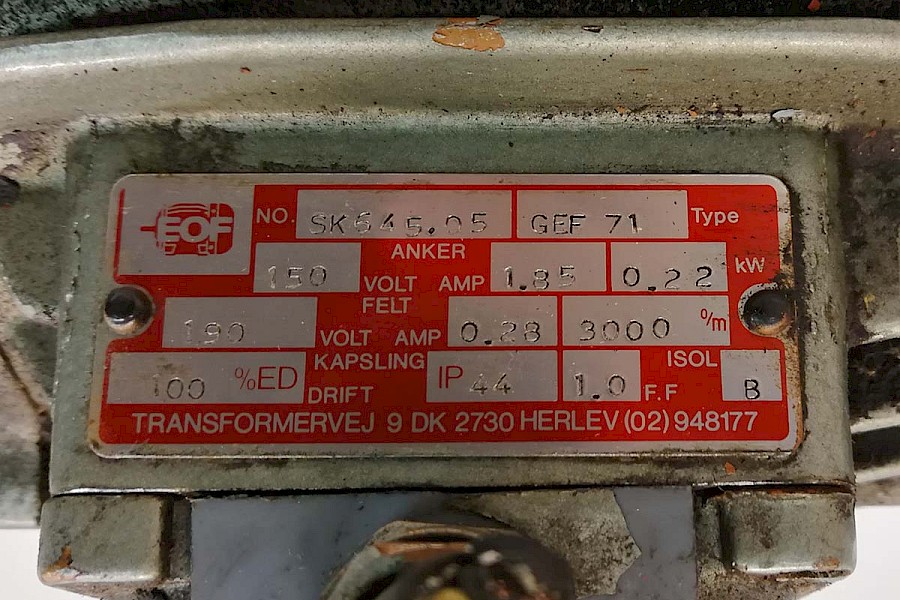 EOF NO. SK645.05 GEF 71 Type
ANKER
150 VOLT AMP 1.85 0.22 kW
FELT
190 VOLT AMP 0.28 3000 º/m
KAPSLING ISOL
100 %ED DRIFT IP 44 1.0 F.F B
TRANSFORMERVEJ 9 DK 2730 HERLEV (02) 948177